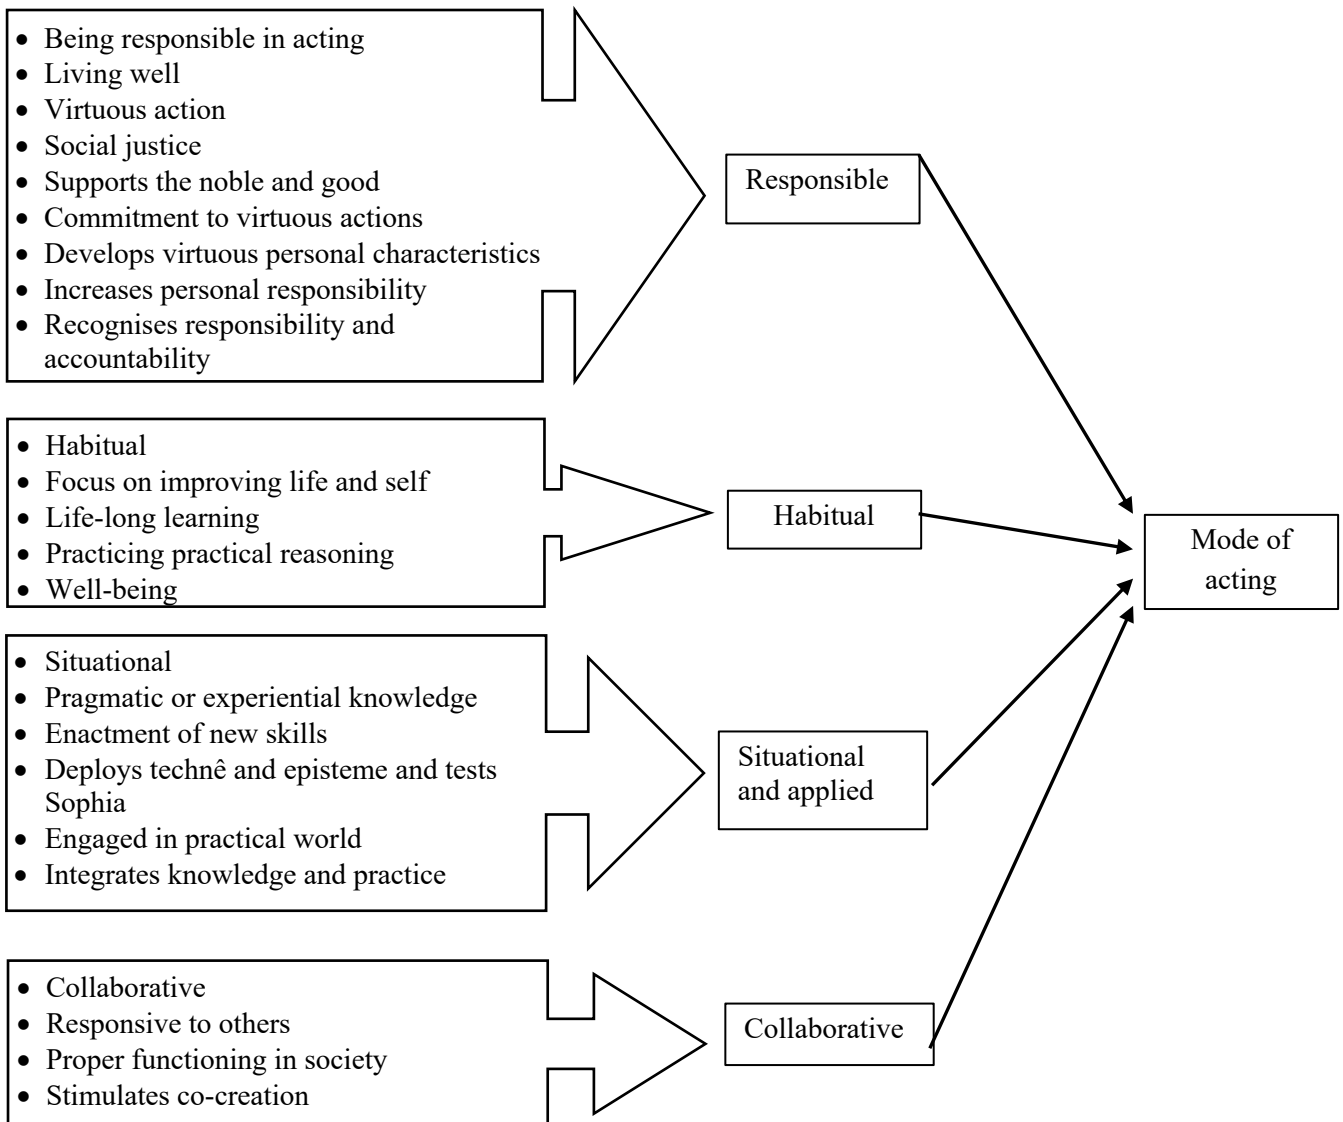 • Being responsible in acting
• Living well
• Virtuous action
• Social justice
• Supports the noble and good
• Commitment to virtuous actions
• Develops virtuous personal characteristics
• Increases personal responsibility
• Recognises responsibility and
accountability
Responsible
• Habitual
• Focus on improving life and self
• Life-long learning
• Practicing practical reasoning
• Well-being
Habitual
• Situational
• Pragmatic or experiential knowledge
• Enactment of new skills
• Deploys technê and episteme and tests
Sophia
• Engaged in practical world
• Integrates knowledge and practice
Situational
and applied
• Collaborative
• Responsive to others
• Proper functioning in society
• Stimulates co-creation
Collaborative
Mode of
acting